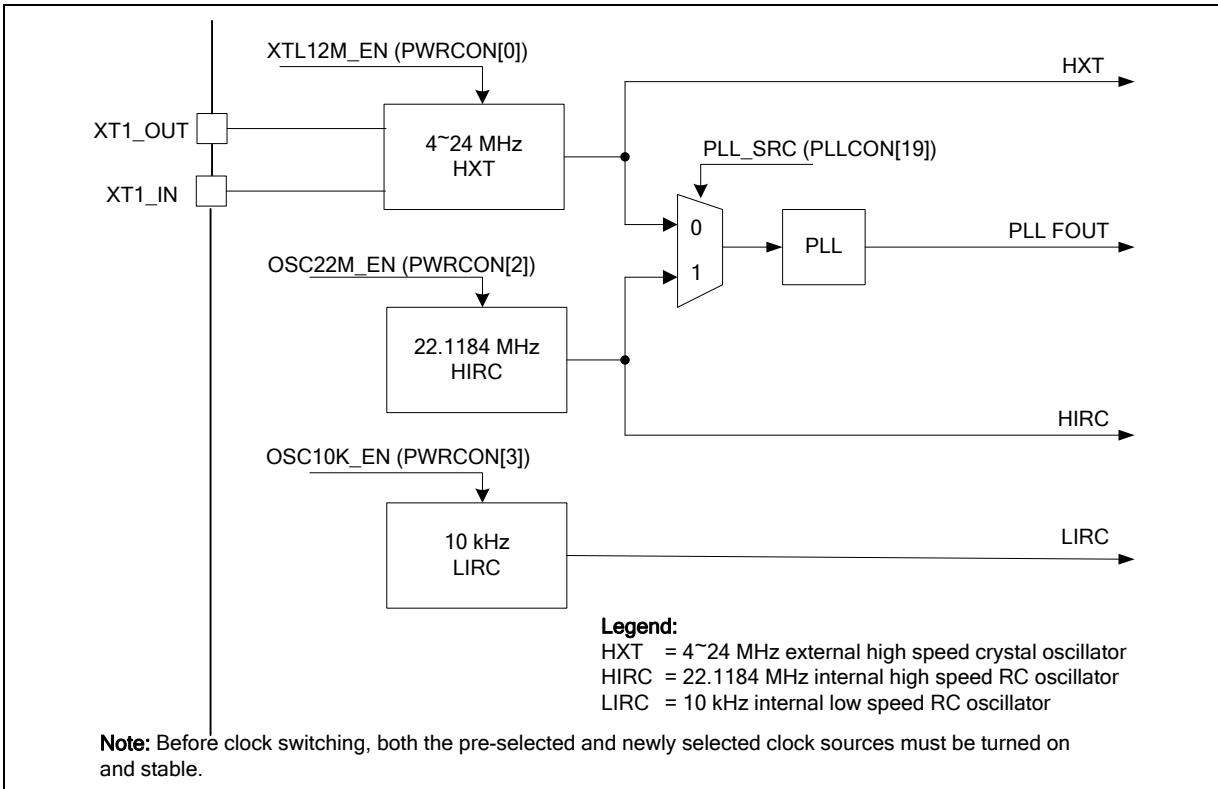 XTL12M_EN (PWRCON[0])
HXT
XT1_OUT
4~24 MHz
HXT
PLL_SRC (PLLCON[19])
XT1_IN
0
PLL
PLL FOUT
OSC22M_EN (PWRCON[2])
1
22.1184 MHz
HIRC
HIRC
OSC10K_EN (PWRCON[3])
10 kHz
LIRC
LIRC
Legend:
HXT = 4~24 MHz external high speed crystal oscillator
HIRC = 22.1184 MHz internal high speed RC oscillator
LIRC = 10 kHz internal low speed RC oscillator
Note: Before clock switching, both the pre-selected and newly selected clock sources must be turned on
and stable.